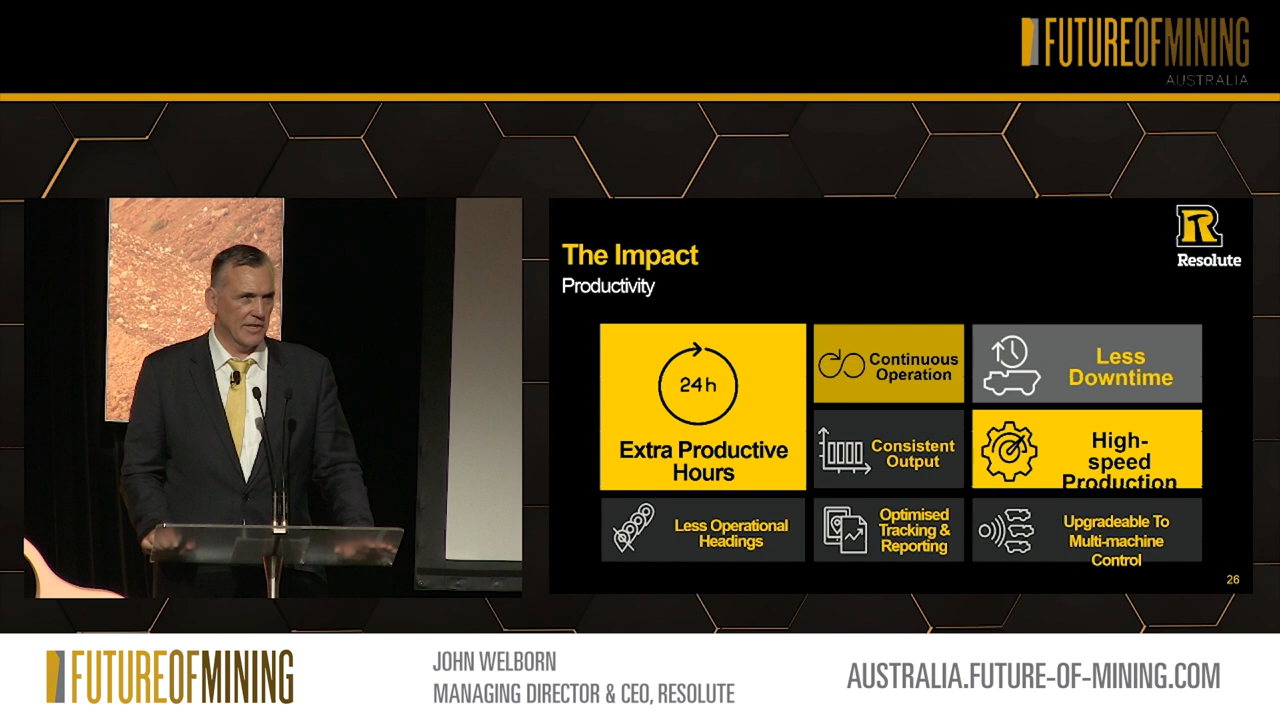 FUTUREOFMINING
AUSTRALIA
R
Resolute
The Impact
Productivity
24h
Extra Productive
Hours
Continuous
Operation
Less
Downtime
Consistent
Output
High-
speed
Production
Less Operational
Headings
Optimised
Tracking &
Reporting
Upgradeable To
Multi-machine
Control
26
FUTUREOFMINING
JOHN WELBORN
MANAGING DIRECTOR & CEO, RESOLUTE
AUSTRALIA.FUTURE-OF-MINING.COM